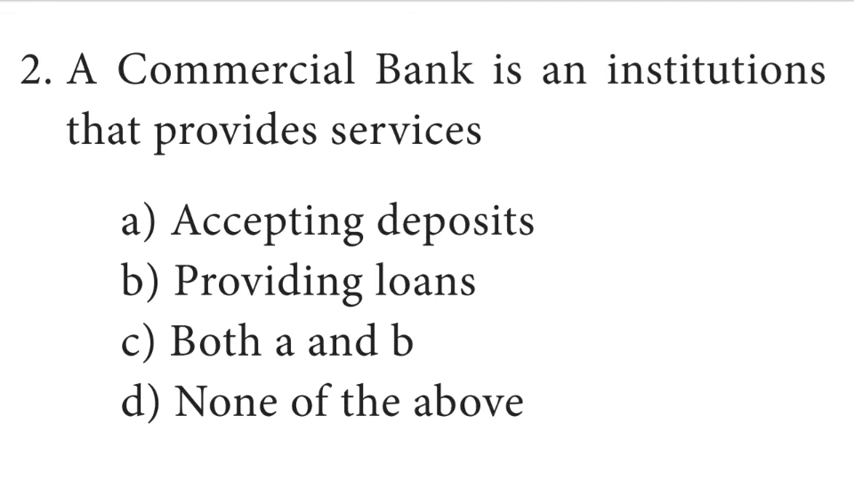 2. A Commercial Bank is an institutions
that provides services
a) Accepting deposits
b) Providing loans
c) Both a and b
d) None of the above